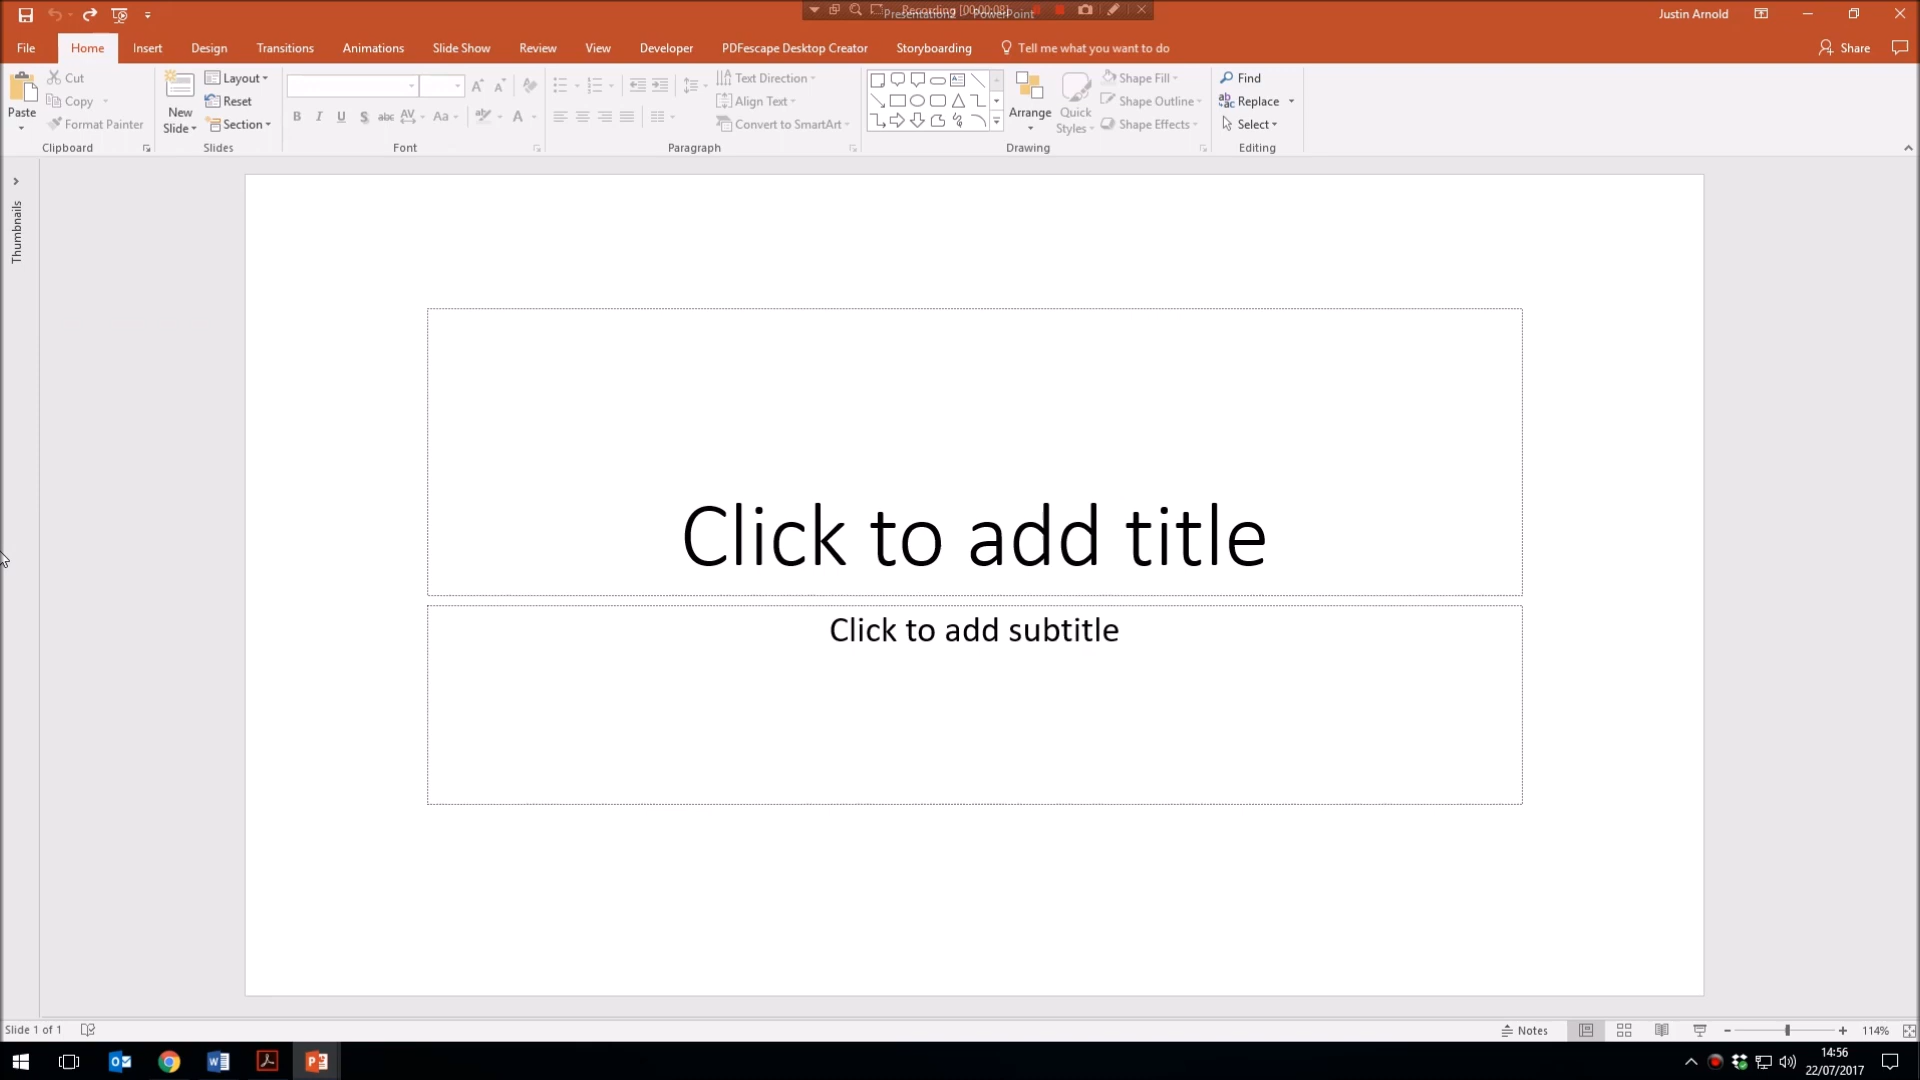 Recording [00:00:08]
Presentation2 - PowerPoint
Justin Arnold
File Home Insert Design Transitions Animations Slide Show Review View Developer PDFescape Desktop Creator Storyboarding Tell me what you want to do Share
Paste Cut Copy Format Painter
Clipboard
New Slide Layout Reset Section
Slides
B I U S abc AV Aa A
Font
Text Direction Align Text Convert to SmartArt
Paragraph
Arrange Quick Styles Shape Fill Shape Outline Shape Effects
Drawing
Find Replace Select
Editing
Thumbnails
Click to add title
Click to add subtitle
Slide 1 of 1 Notes 114%
14:56
22/07/2017